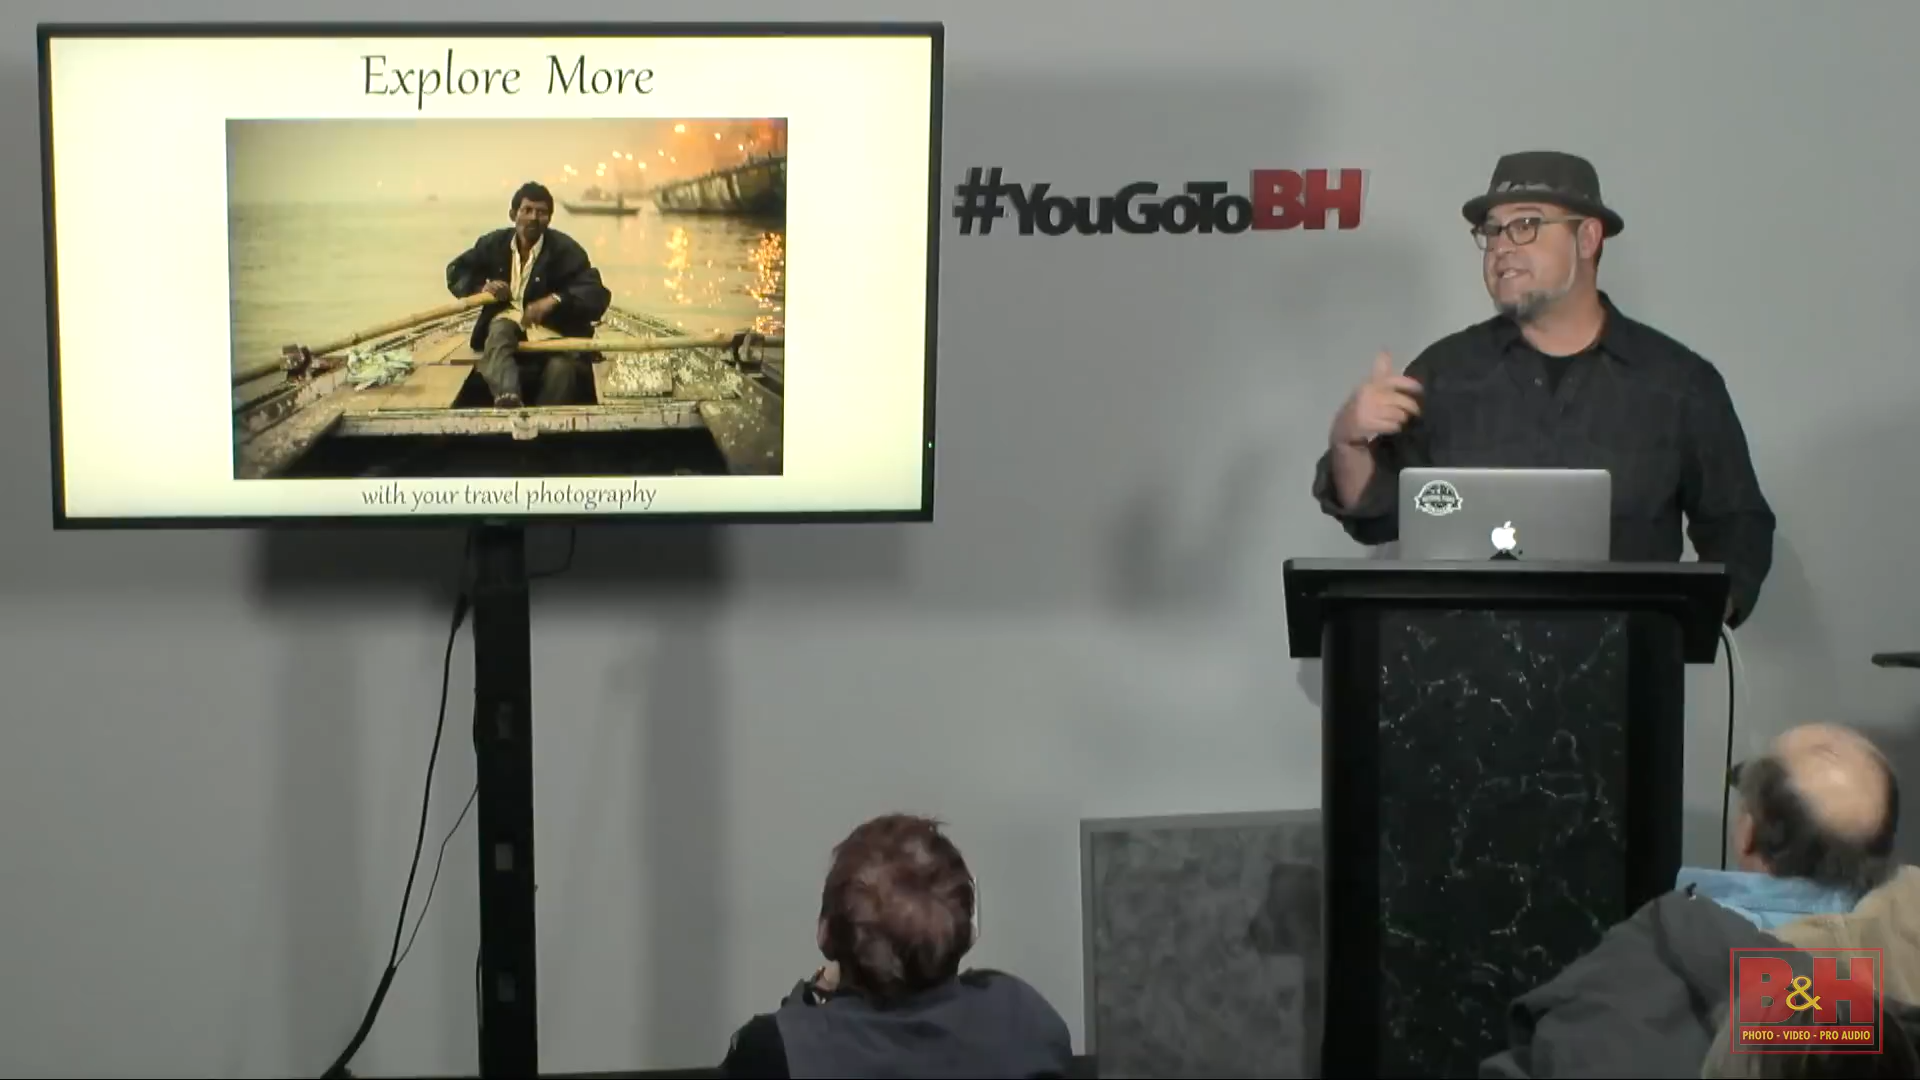 Explore More
with your travel photography
#YouGoToBH
B&H
PHOTO - VIDEO - PRO AUDIO